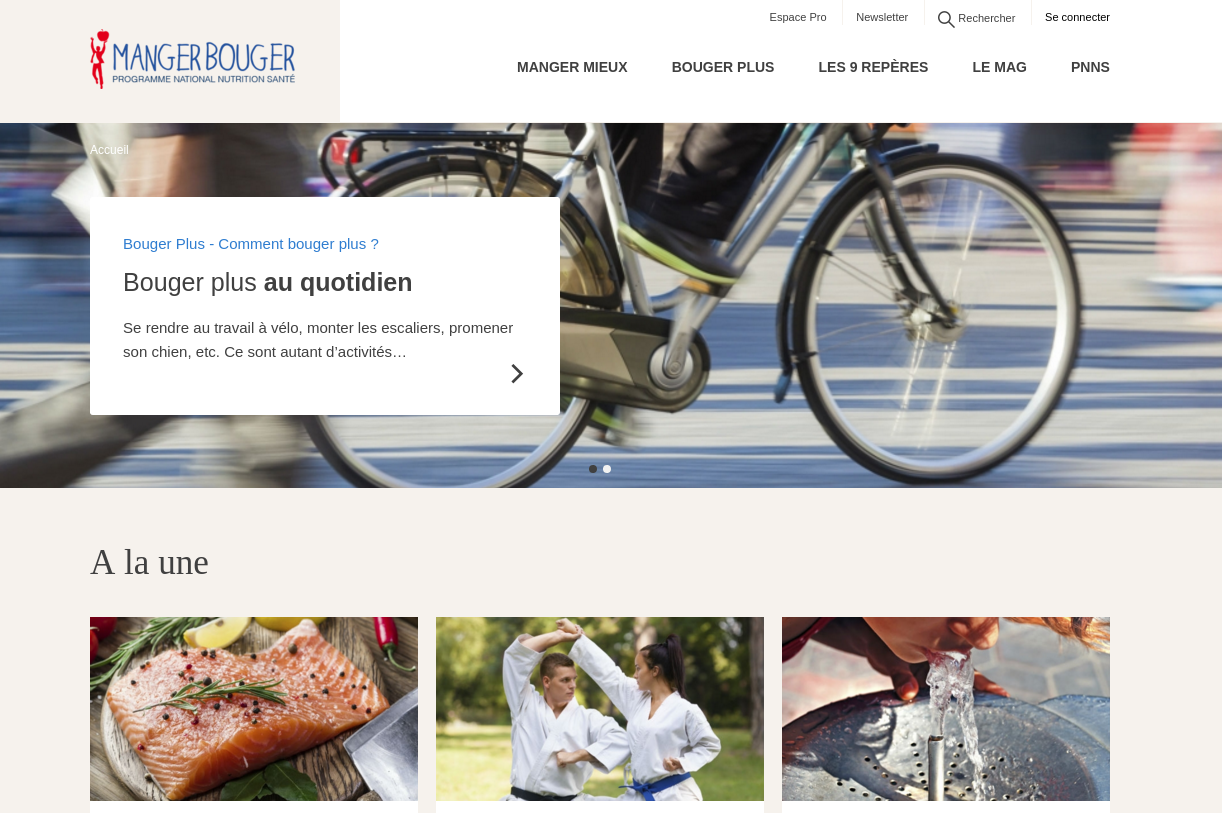 Espace Pro
Newsletter
Rechercher
Se connecter
MANGERBOUGER
PROGRAMME NATIONAL NUTRITION SANTÉ
MANGER MIEUX
BOUGER PLUS
LES 9 REPÈRES
LE MAG
PNNS
Accueil
Bouger Plus - Comment bouger plus ?
Bouger plus au quotidien
Se rendre au travail à vélo, monter les escaliers, promener
son chien, etc. Ce sont autant d’activités…
A la une